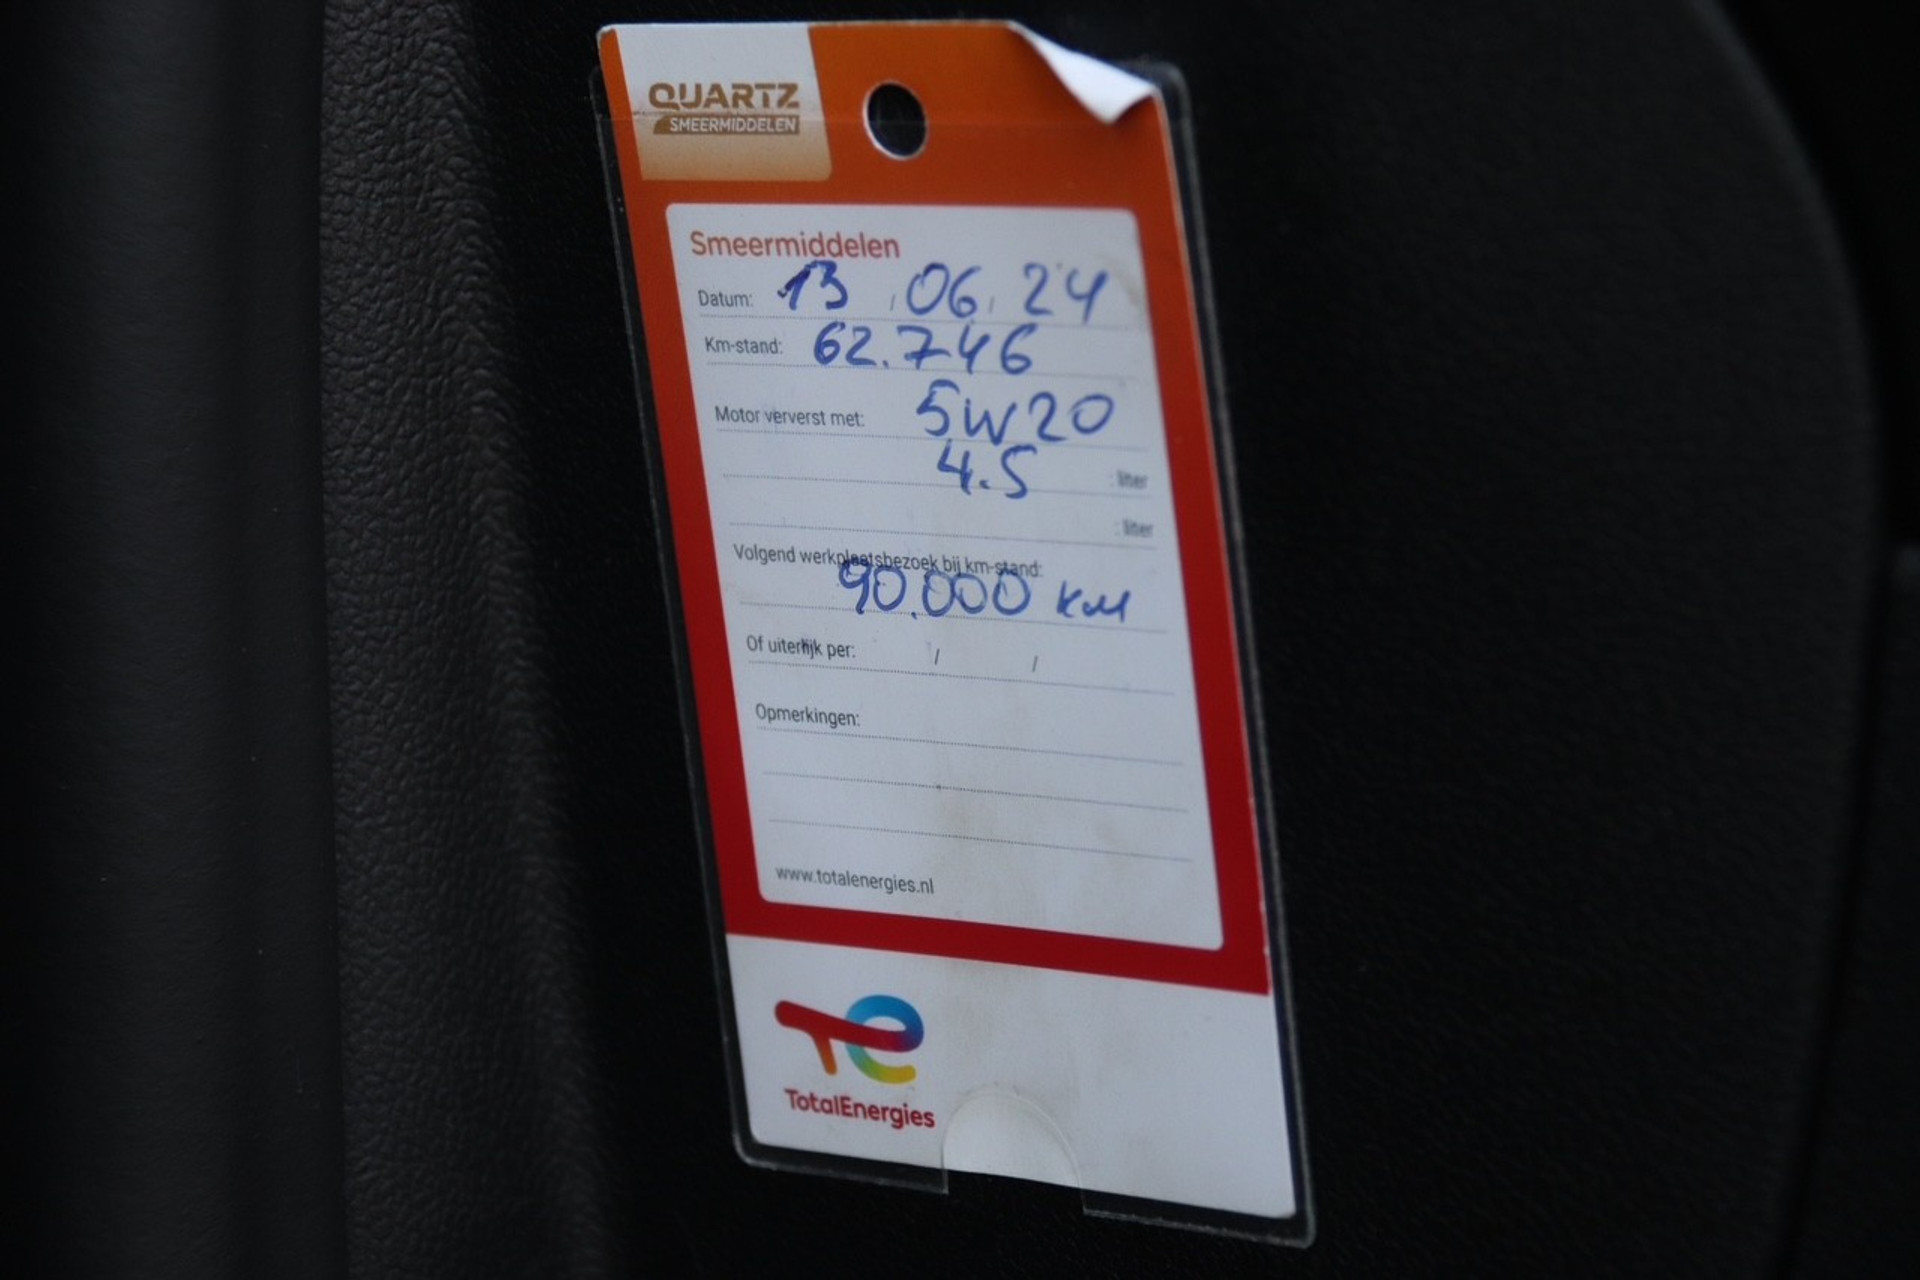 QUARTZ
SMEERMIDDELEN
Smeermiddelen
Datum: 13 / 06 / 24
Km-stand: 62.746
Motor ververst met: 5W20
4.5 : liter
: liter
Volgend werkplaatsbezoek bij km-stand:
90.000 KM
Of uiterlijk per: / /
Opmerkingen:
www.totalenergies.nl
TotalEnergies